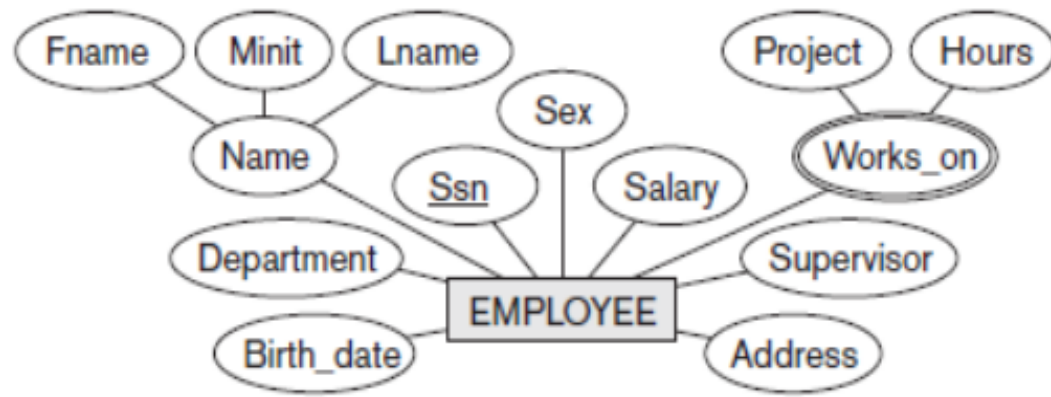 Fname Minit Lname Project Hours
Sex
Name Works_on
Ssn Salary
Department Supervisor
EMPLOYEE
Birth_date Address